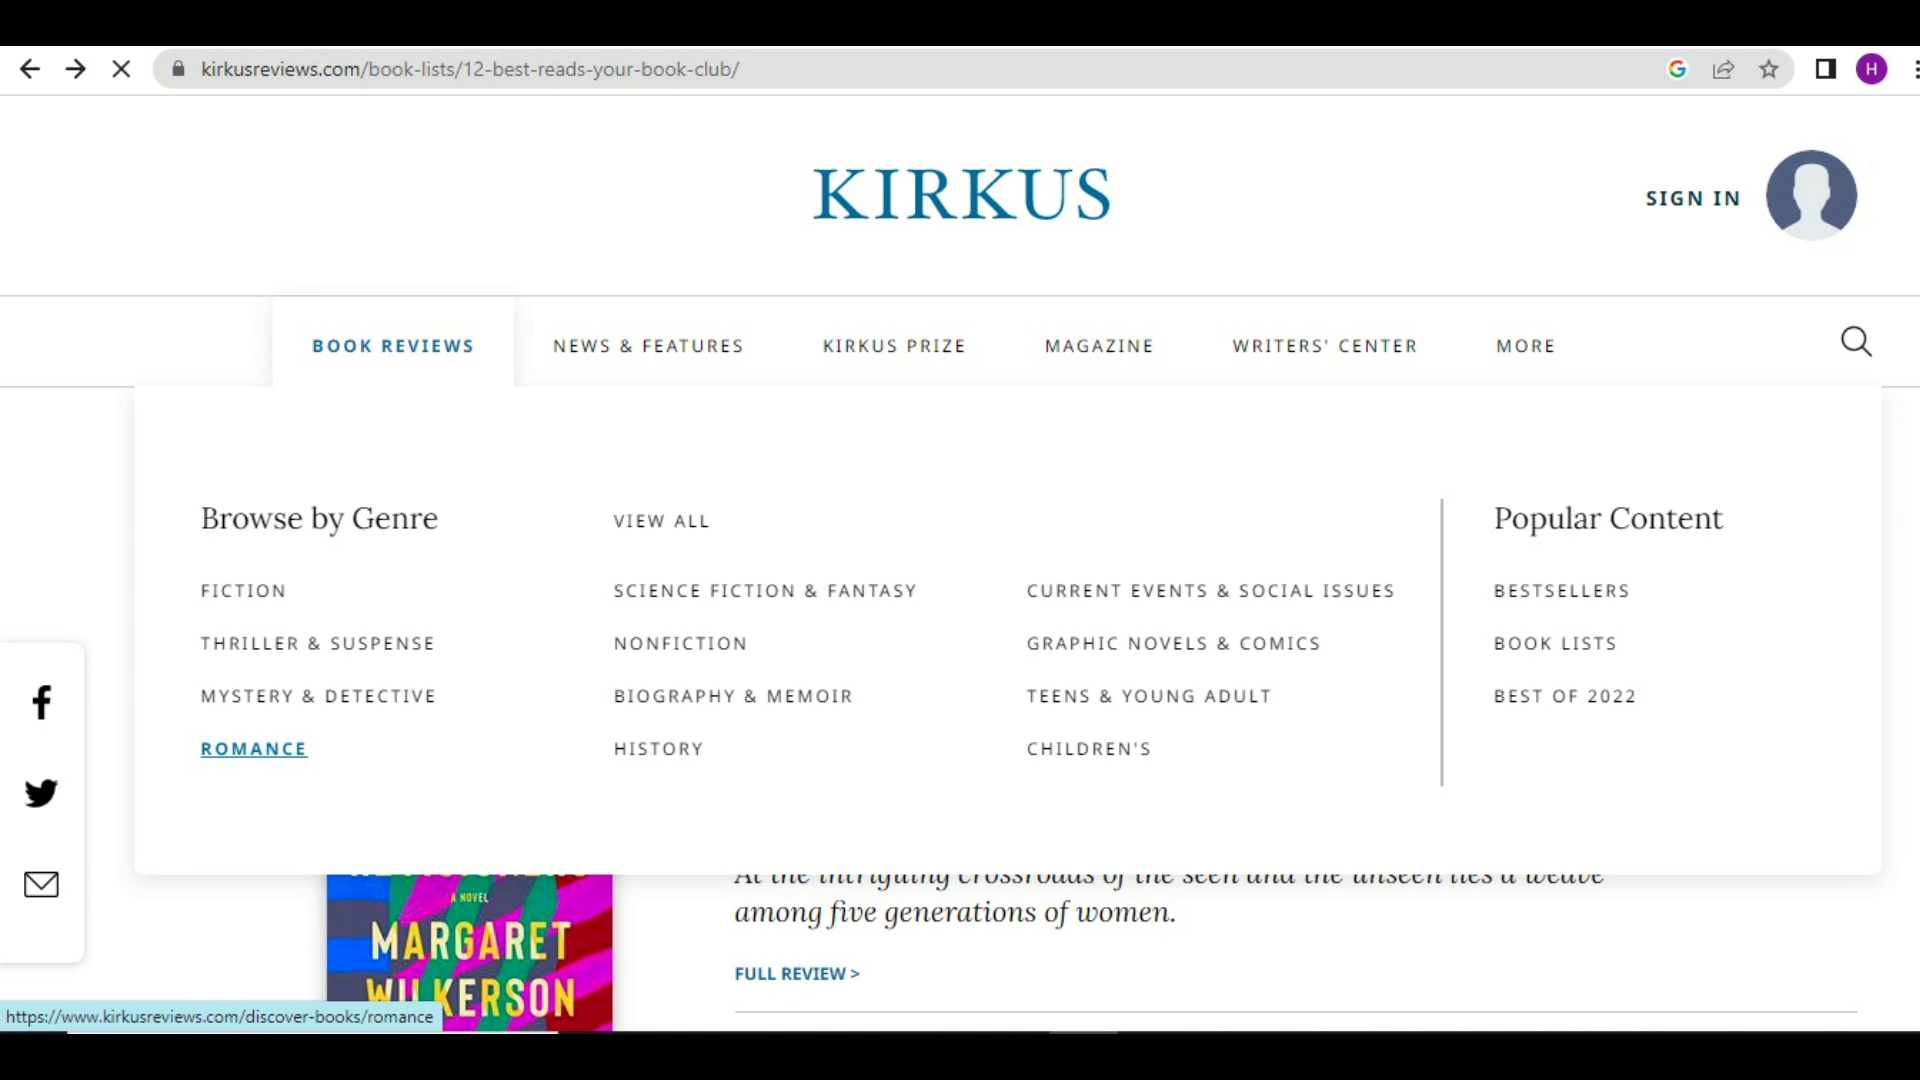 kirkusreviews.com/book-lists/12-best-reads-your-book-club/
H
KIRKUS
SIGN IN
BOOK REVIEWS
NEWS & FEATURES
KIRKUS PRIZE
MAGAZINE
WRITERS' CENTER
MORE
Browse by Genre
VIEW ALL
Popular Content
FICTION
SCIENCE FICTION & FANTASY
CURRENT EVENTS & SOCIAL ISSUES
BESTSELLERS
THRILLER & SUSPENSE
NONFICTION
GRAPHIC NOVELS & COMICS
BOOK LISTS
MYSTERY & DETECTIVE
BIOGRAPHY & MEMOIR
TEENS & YOUNG ADULT
BEST OF 2022
ROMANCE
HISTORY
CHILDREN'S
A NOVEL
MARGARET
WILKERSON
At the intriguing crossroads of the seen and the unseen lies a weave
among five generations of women.
FULL REVIEW >
https://www.kirkusreviews.com/discover-books/romance